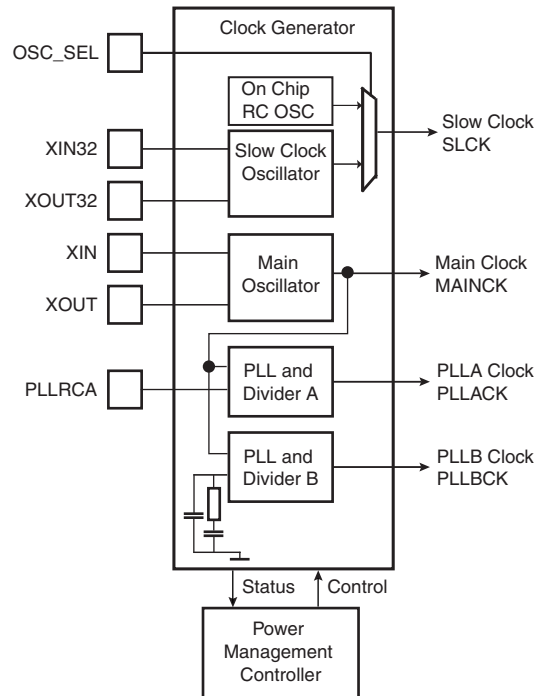 Clock Generator
OSC_SEL
On Chip
RC OSC
Slow Clock
SLCK
XIN32
Slow Clock
Oscillator
XOUT32
XIN
Main
Oscillator
Main Clock
MAINCK
XOUT
PLLRCA
PLL and
Divider A
PLLA Clock
PLLACK
PLL and
Divider B
PLLB Clock
PLLBCK
Status
Control
Power
Management
Controller